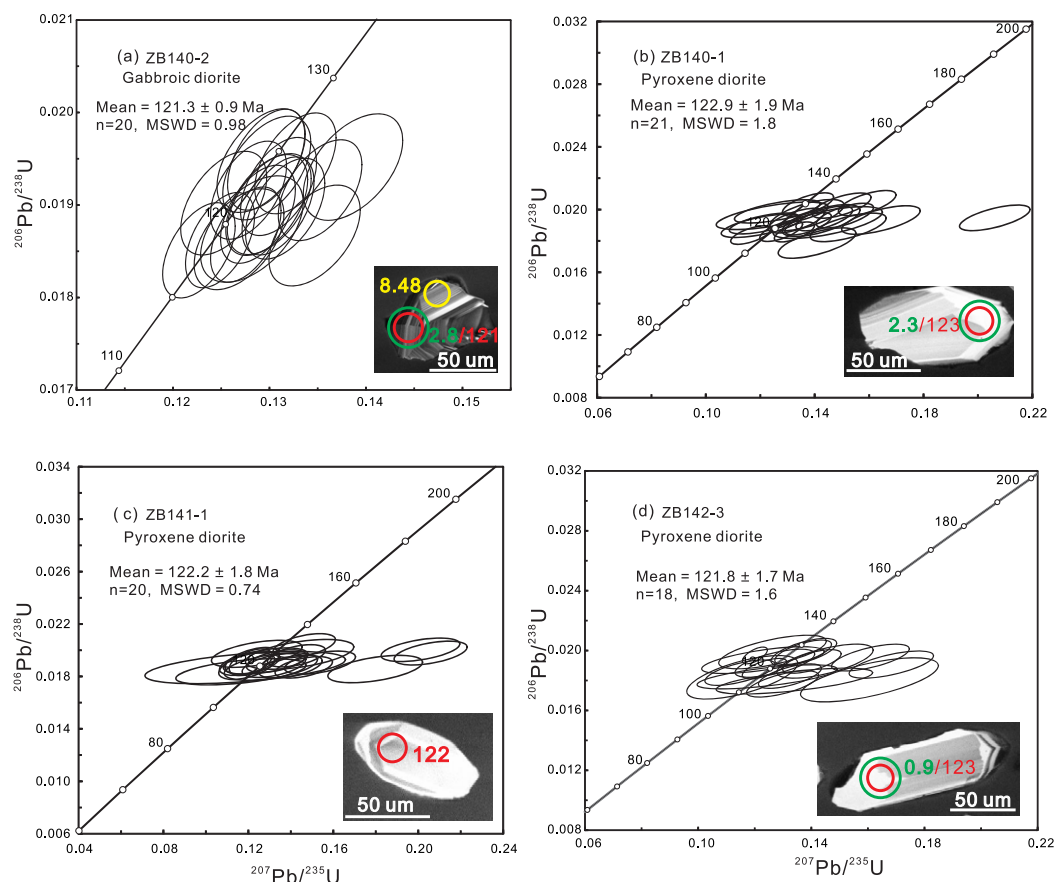 0.021
0.020
0.019
0.018
0.017
0.11
0.12
0.13
0.14
0.15
206Pb/238U
(a) ZB140-2
Gabbroic diorite
Mean = 121.3 ± 0.9 Ma
n=20, MSWD = 0.98
130
120
110
8.48
2.8/121
50 um
0.032
0.028
0.024
0.020
0.016
0.012
0.008
0.06
0.10
0.14
0.18
0.22
206Pb/238U
(b) ZB140-1
Pyroxene diorite
Mean = 122.9 ± 1.9 Ma
n=21, MSWD = 1.8
200
180
160
140
120
100
80
2.3/123
50 um
0.034
0.030
0.026
0.022
0.018
0.014
0.010
0.006
0.04
0.08
0.12
0.16
0.20
0.24
206Pb/238U
207Pb/235U
(c) ZB141-1
Pyroxene diorite
Mean = 122.2 ± 1.8 Ma
n=20, MSWD = 0.74
200
160
120
80
122
50 um
0.032
0.028
0.024
0.020
0.016
0.012
0.008
0.06
0.10
0.14
0.18
0.22
206Pb/238U
207Pb/235U
(d) ZB142-3
Pyroxene diorite
Mean = 121.8 ± 1.7 Ma
n=18, MSWD = 1.6
200
180
160
140
120
100
80
0.9/123
50 um